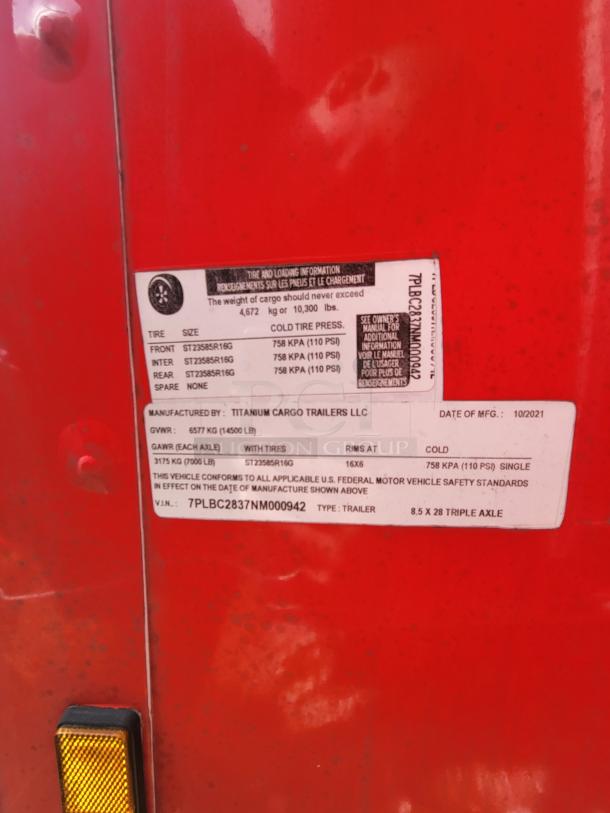 TIRE AND LOADING INFORMATION
RENSEIGNEMENTS SUR LES PNEUS ET LE CHARGEMENT
The weight of cargo should never exceed
4,672 kg or 10,300 lbs.
TIRE SIZE COLD TIRE PRESS.
FRONT ST23585R16G 758 KPA (110 PSI)
INTER ST23585R16G 758 KPA (110 PSI)
REAR ST23585R16G 758 KPA (110 PSI)
SPARE NONE
SEE OWNER'S
MANUAL FOR
ADDITIONAL
INFORMATION
VOIR LE MANUEL
DE L'USAGER
POUR PLUS DE
RENSEIGNEMENTS
7PLBC2837NM000942
MANUFACTURED BY: TITANIUM CARGO TRAILERS LLC DATE OF MFG.: 10/2021
GVWR: 6577 KG (14500 LB)
GAWR (EACH AXLE) WITH TIRES RIMS AT COLD
3175 KG (7000 LB) ST23585R16G 16X6 758 KPA (110 PSI) SINGLE
THIS VEHICLE CONFORMS TO ALL APPLICABLE U.S. FEDERAL MOTOR VEHICLE SAFETY STANDARDS
IN EFFECT ON THE DATE OF MANUFACTURE SHOWN ABOVE
V.I.N.: 7PLBC2837NM000942 TYPE: TRAILER 8.5 X 28 TRIPLE AXLE